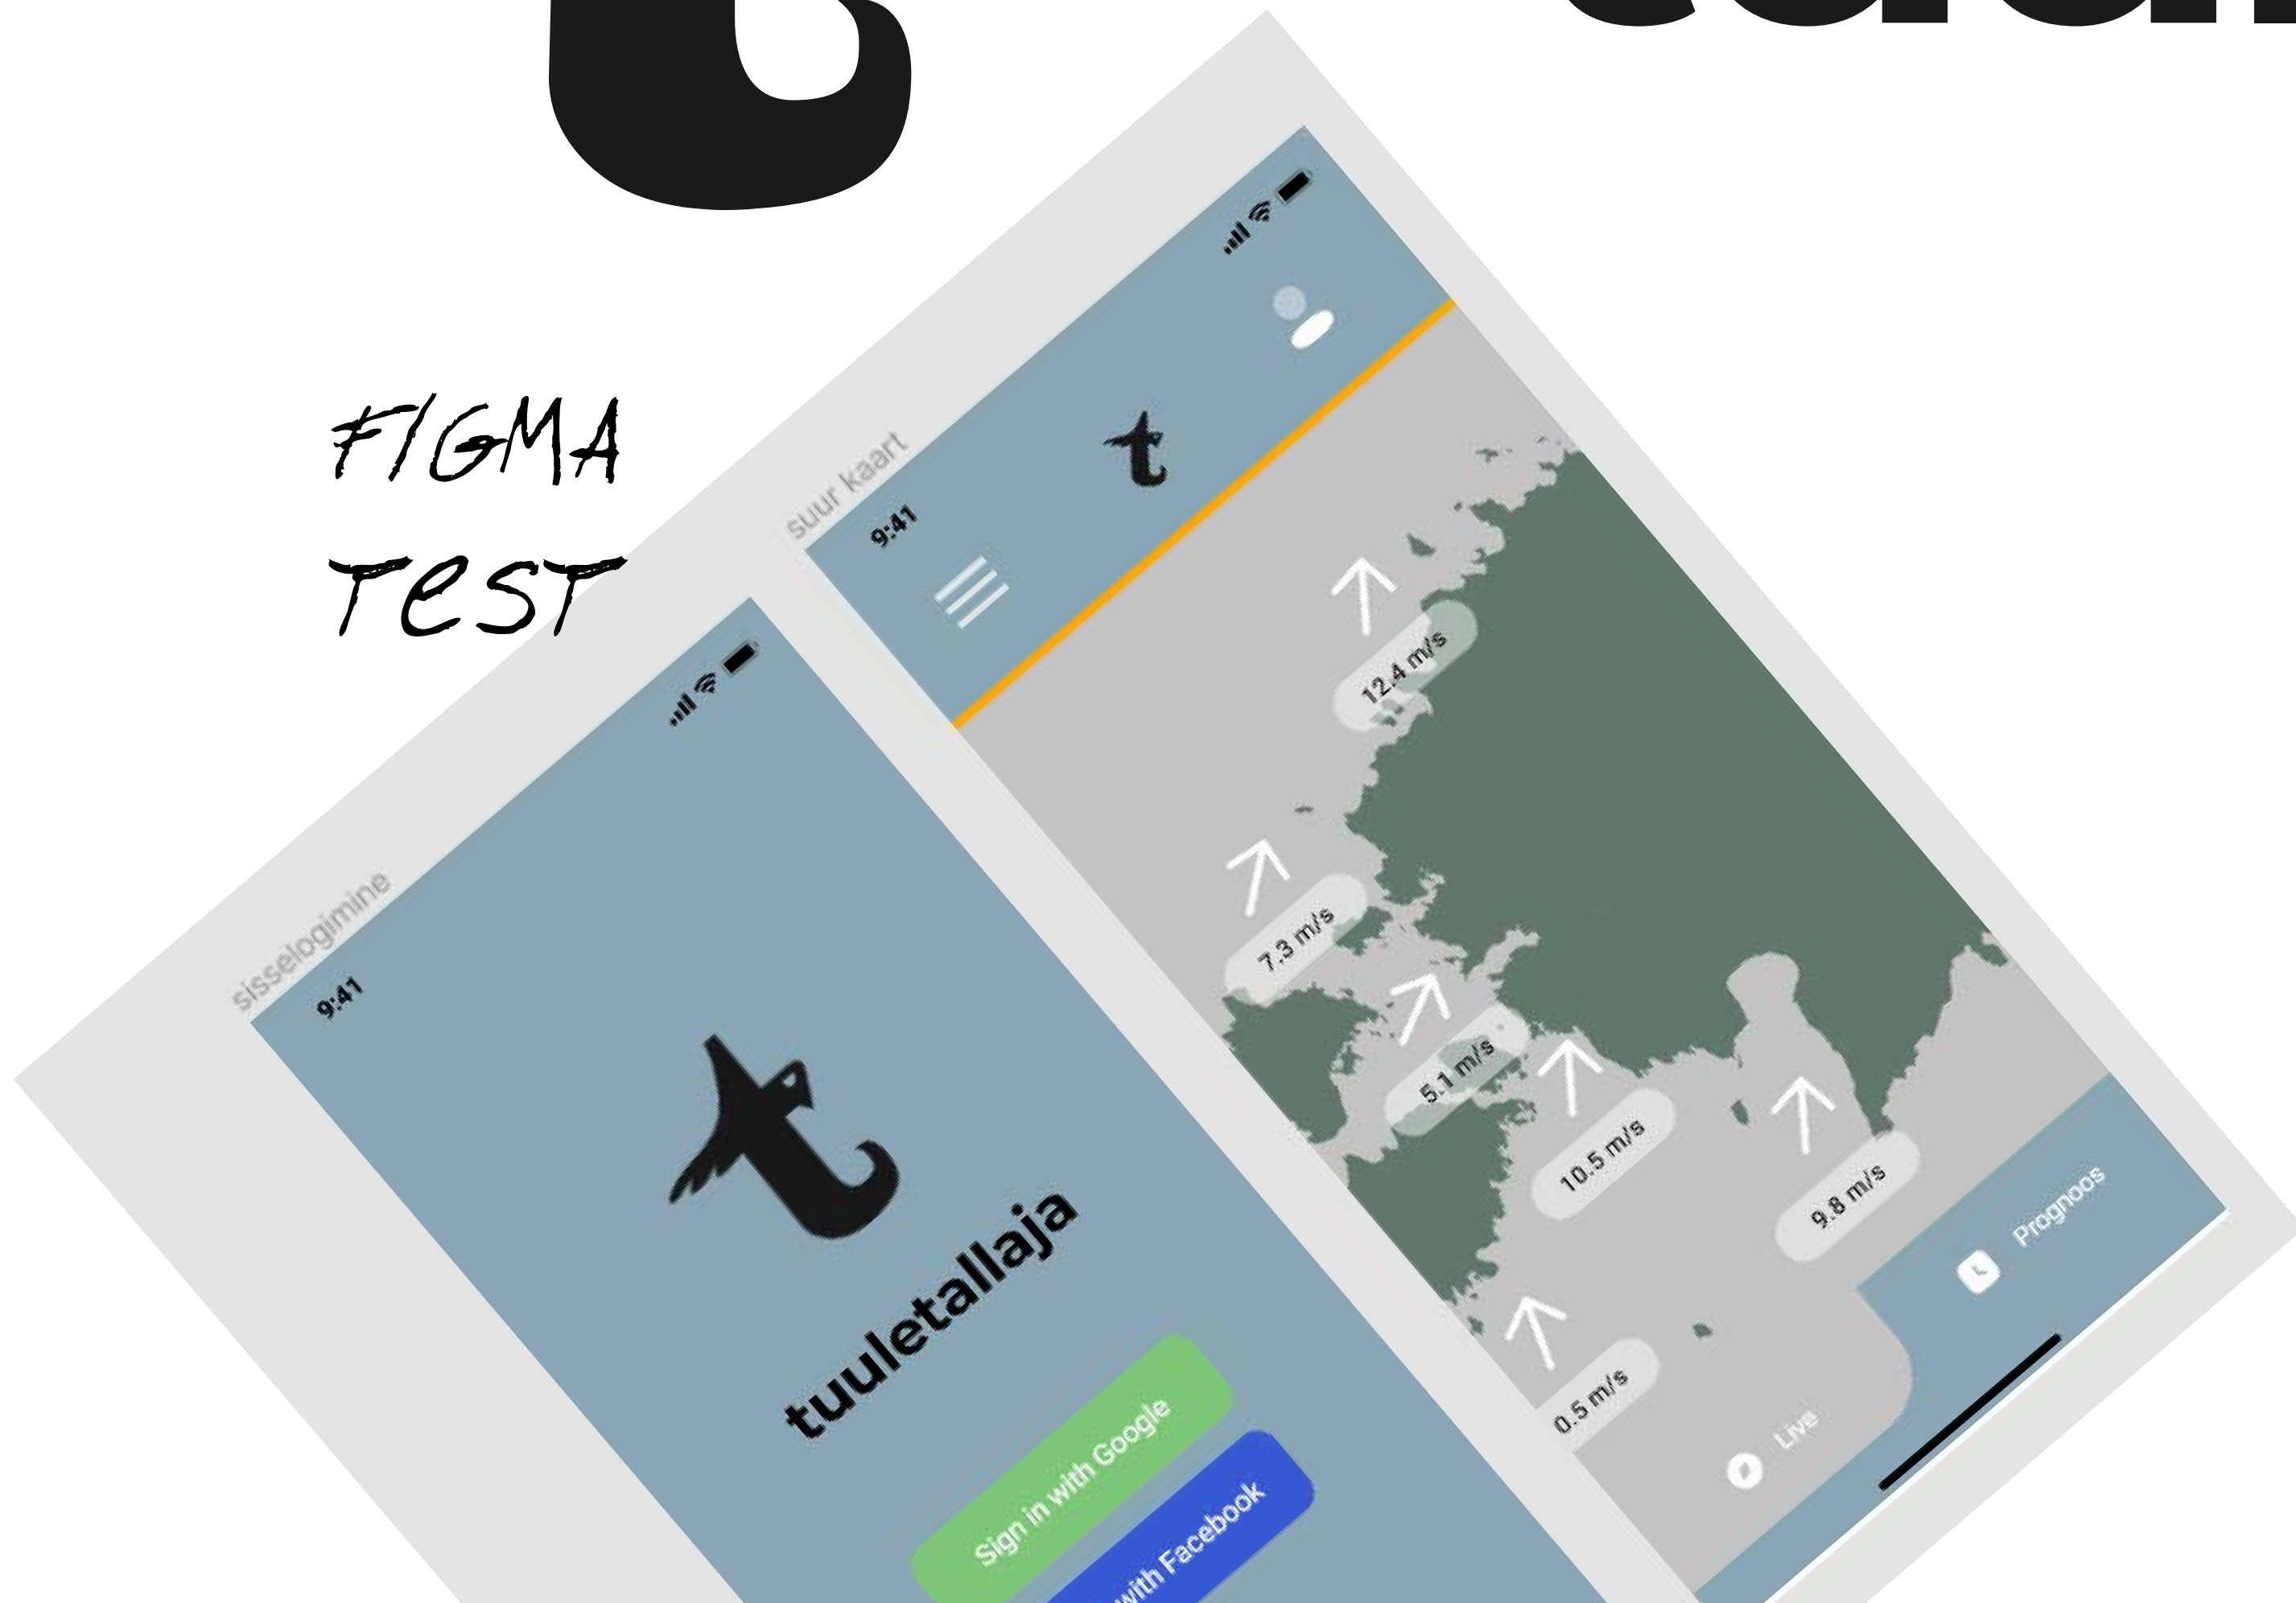 FIGMA
TEST
suur kaart
9:41
t
12.4 m/s
7.3 m/s
5.1 m/s
10.5 m/s
9.8 m/s
0.5 m/s
Prognoos
Live
sisselogimine
9:41
t
tuuletallaja
Sign in with Google
with Facebook